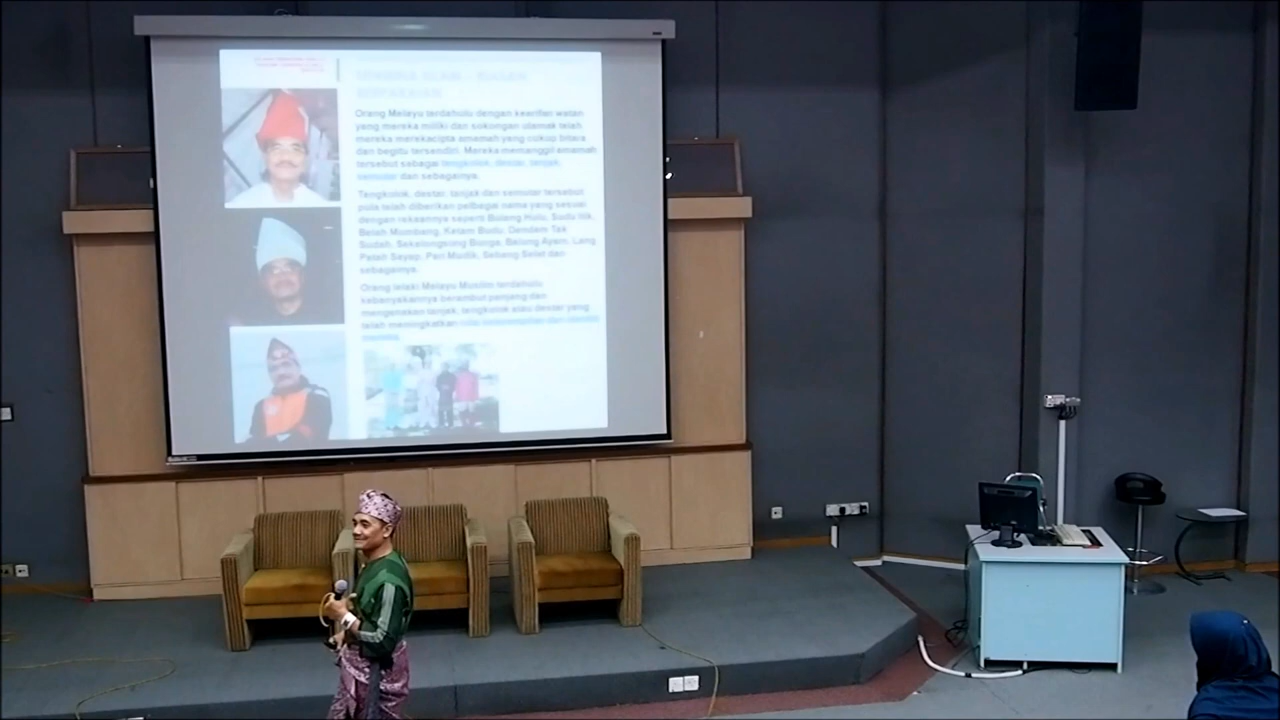 Orang Melayu terdahulu dengan kearifan watan
yang mereka miliki dan sokongan ulamak telah
mereka merekacipta amamah yang cukup bitara
dan begitu tersendiri. Mereka memanggil amamah
tersebut sebagai tengkolok, destar, tanjak,
semutar dan sebagainya.
Tengkolok, destar, tanjak dan semutar tersebut
pula telah diberikan pelbagai nama yang sesuai
dengan rekaannya seperti Bulang Hulu, Sudu Itik,
Belah Mumbang, Ketam Budu, Dendam Tak
Sudah, Sekelongsong Bunga, Balung Ayam, Lang
Patah Sayap, Pari Mudik, Sebang Selat dan
sebagainya.
Orang lelaki Melayu Muslim terdahulu
kebanyakannya berambut panjang dan
mengenakan tanjak, tengkolok atau destar yang
telah meningkatkan